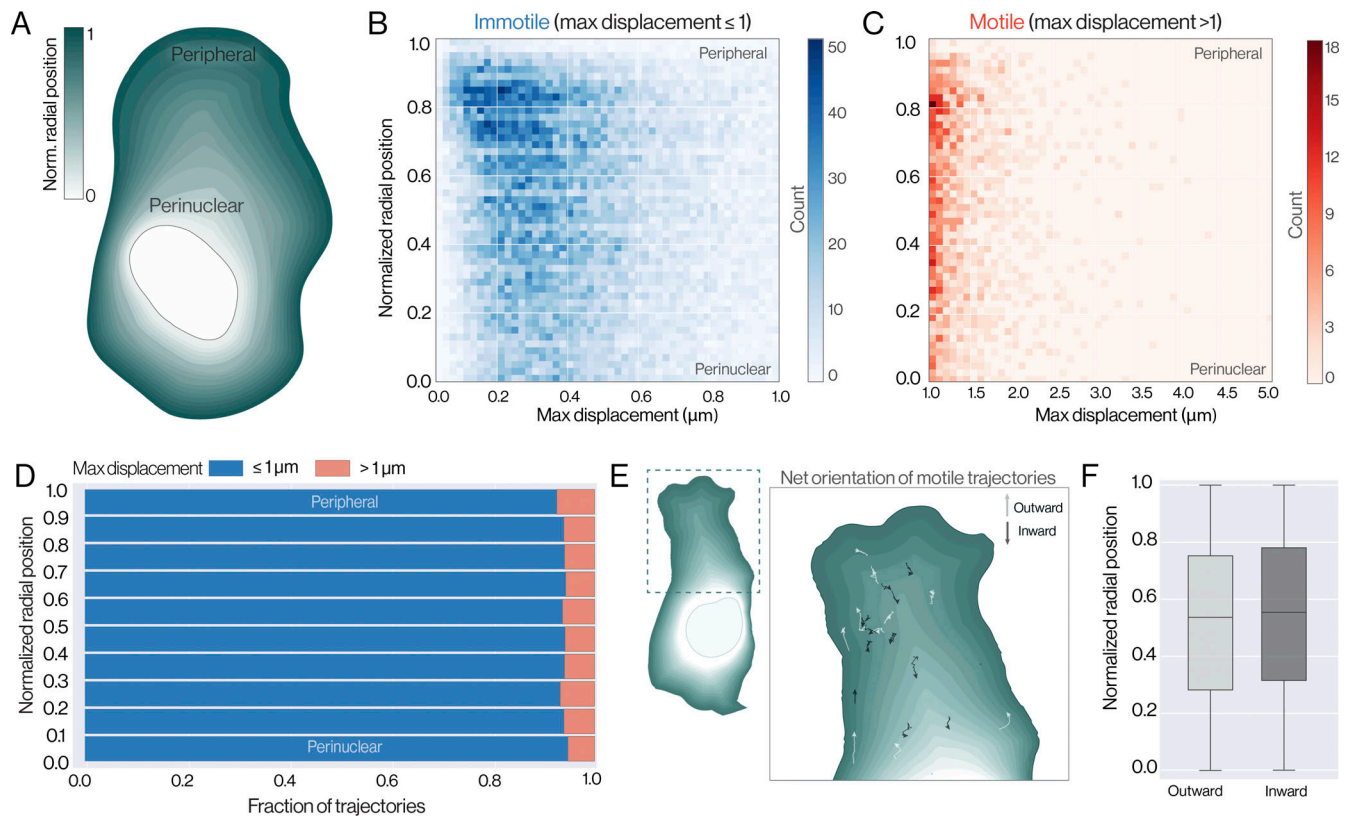 A
Norm. radial position
1
0
Peripheral
Perinuclear
B
Immotile (max displacement ≤ 1)
Normalized radial position
1.0
0.8
0.6
0.4
0.2
0.0
Peripheral
Perinuclear
0.0 0.2 0.4 0.6 0.8 1.0
Max displacement (µm)
50
40
30
20
10
0
Count
C
Motile (max displacement >1)
1.0
0.8
0.6
0.4
0.2
0.0
Peripheral
Perinuclear
1.0 1.5 2.0 2.5 3.0 3.5 4.0 4.5 5.0
Max displacement (µm)
18
15
12
9
6
3
0
Count
D
Max displacement ≤ 1µm > 1µm
Normalized radial position
1.0
0.9
0.8
0.7
0.6
0.5
0.4
0.3
0.2
0.1
0.0
Peripheral
Perinuclear
0.0 0.2 0.4 0.6 0.8 1.0
Fraction of trajectories
E
Net orientation of motile trajectories
Outward
Inward
F
Normalized radial position
1.0
0.8
0.6
0.4
0.2
0.0
Outward Inward